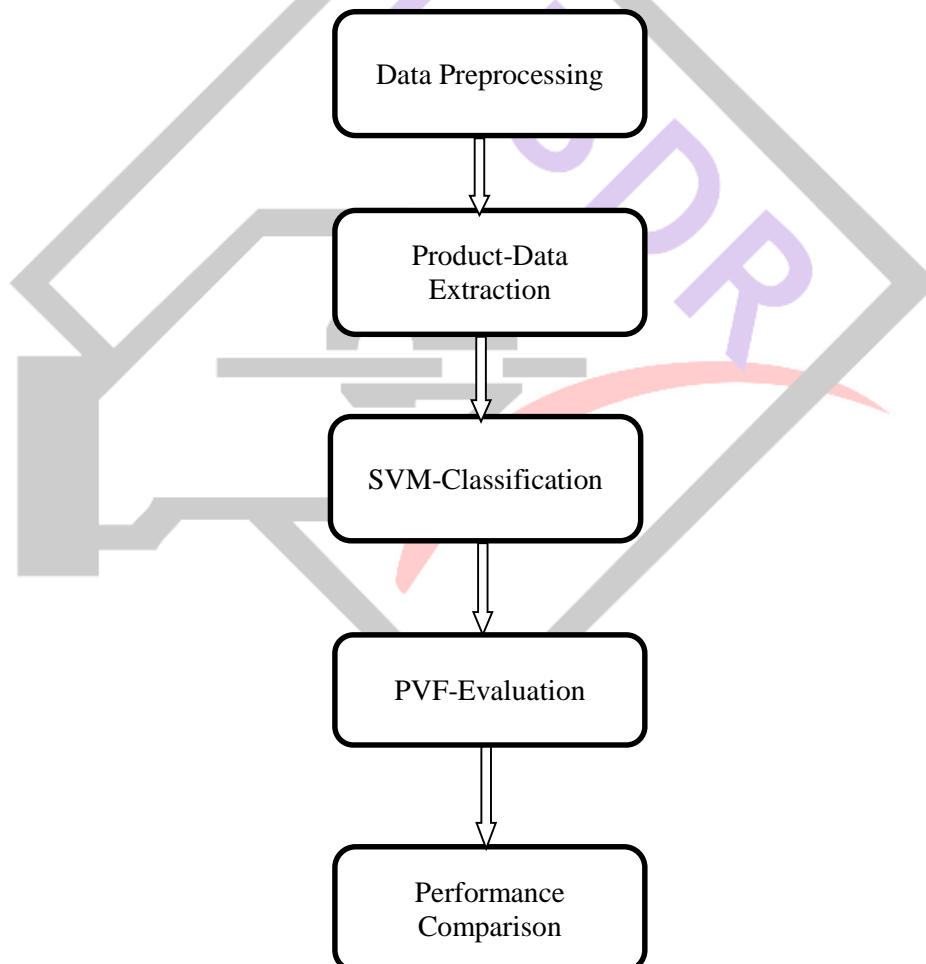 Data Preprocessing
Product-Data
Extraction
SVM-Classification
PVF-Evaluation
Performance
Comparison